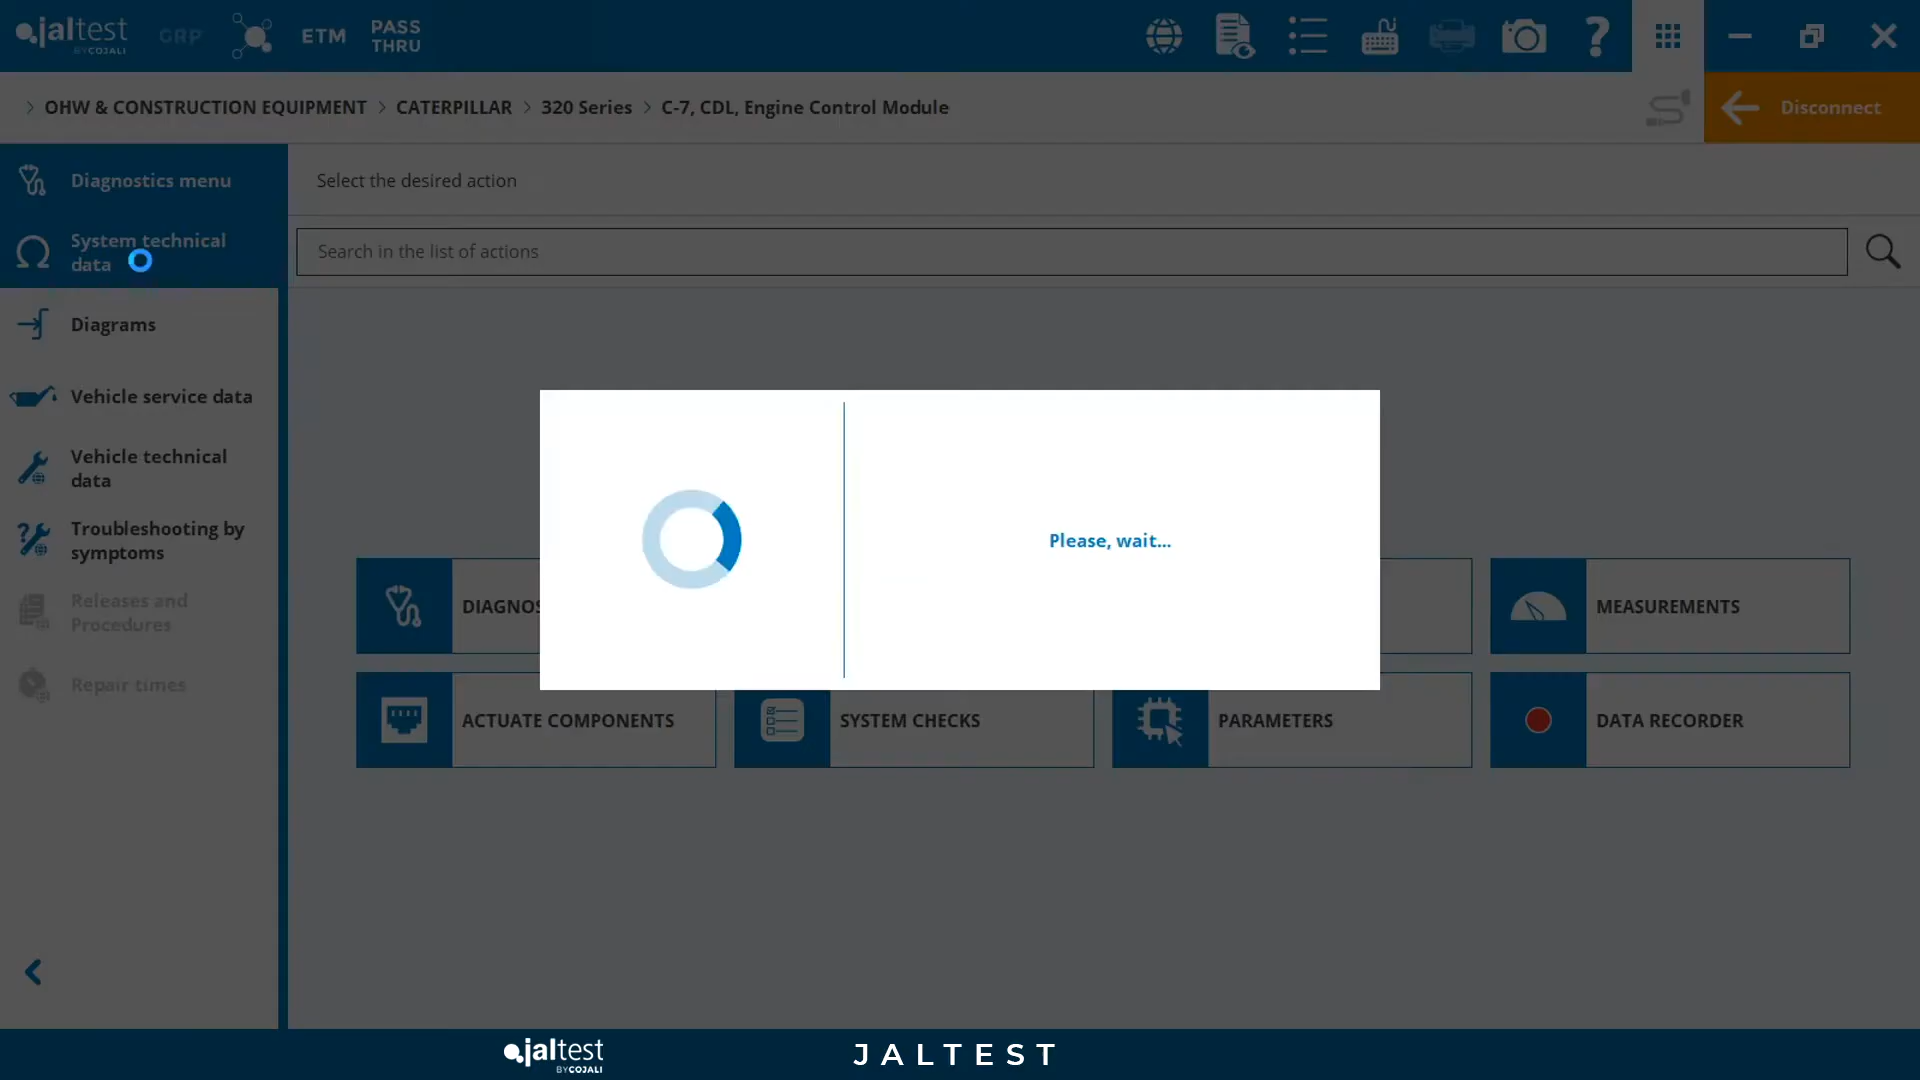 jaltest
BY COJALI
GRP
ETM
PASS
THRU
> OHW & CONSTRUCTION EQUIPMENT > CATERPILLAR > 320 Series > C-7, CDL, Engine Control Module
Disconnect
Diagnostics menu
System technical
data
Diagrams
Vehicle service data
Vehicle technical
data
Troubleshooting by
symptoms
Releases and
Procedures
Repair times
Select the desired action
Search in the list of actions
Please, wait...
DIAGNOS
MEASUREMENTS
ACTUATE COMPONENTS
SYSTEM CHECKS
PARAMETERS
DATA RECORDER
jaltest
BY COJALI
JALTEST